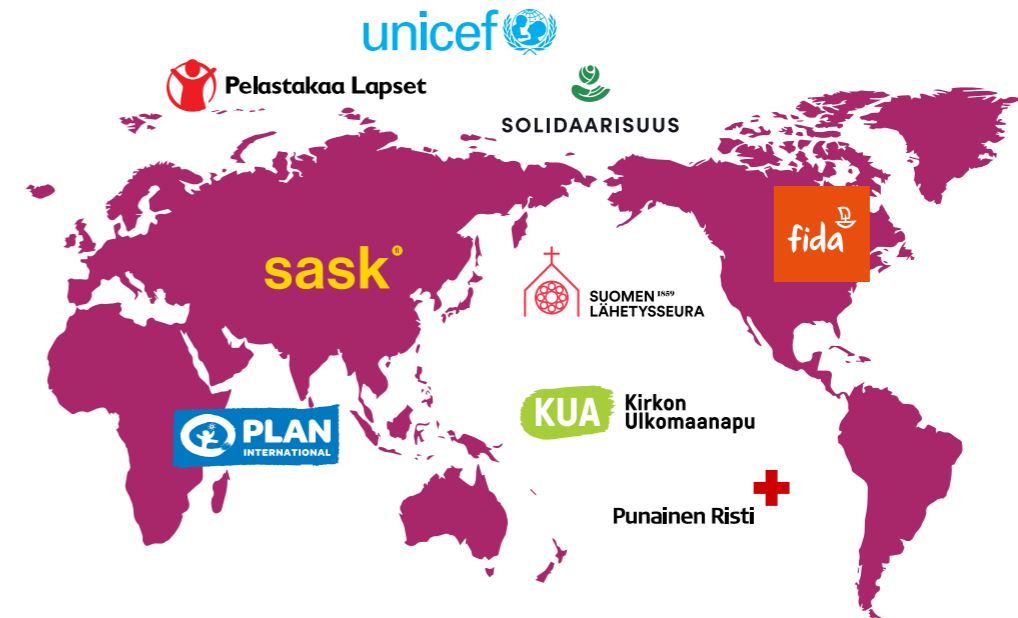 unicef
Pelastakaa Lapset
SOLIDAARISUUS
fida
sask
SUOMEN 1859
LÄHETYSSEURA
PLAN
INTERNATIONAL
KUA
Kirkon
Ulkomaanapu
Punainen Risti